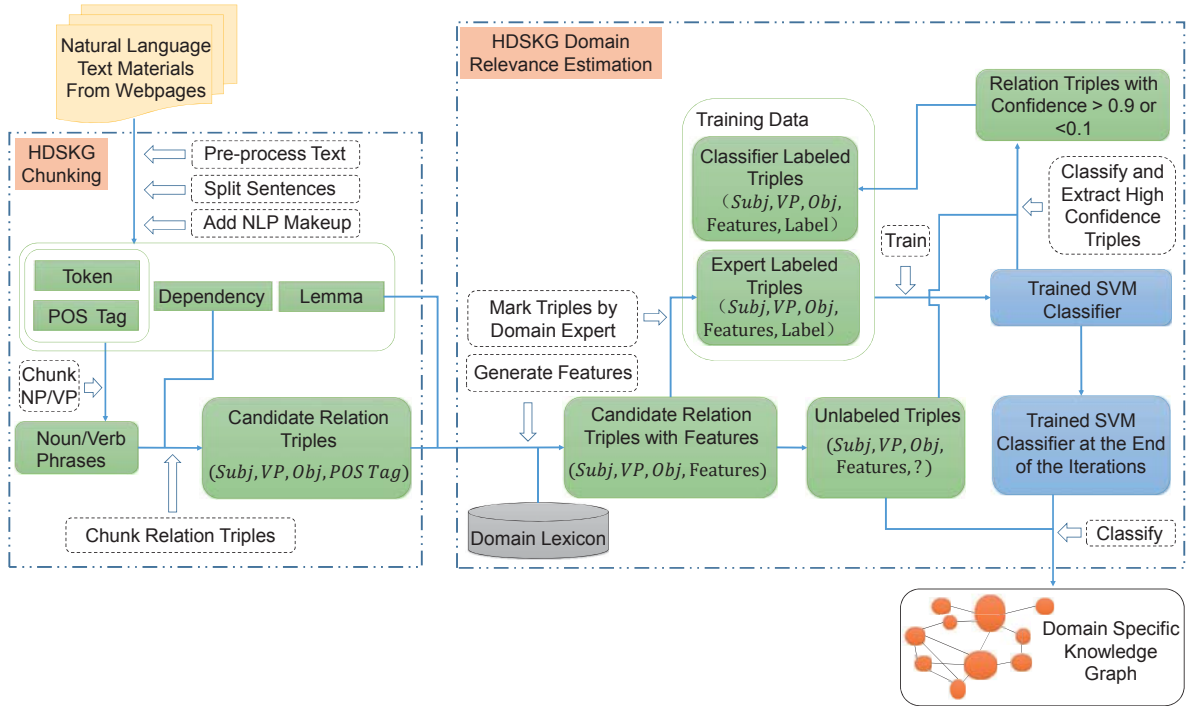 Natural Language
Text Materials
From Webpages
HDSKG
Chunking
Pre-process Text
Split Sentences
Add NLP Makeup
Token
POS Tag
Dependency
Lemma
Chunk
NP/VP
Noun/Verb
Phrases
Candidate Relation
Triples
(Subj, VP, Obj, POS Tag)
Chunk Relation Triples
HDSKG Domain
Relevance Estimation
Training Data
Classifier Labeled
Triples
(Subj, VP, Obj,
Features, Label)
Expert Labeled
Triples
(Subj, VP, Obj,
Features, Label)
Relation Triples with
Confidence > 0.9 or
<0.1
Classify and
Extract High
Confidence
Triples
Train
Trained SVM
Classifier
Mark Triples by
Domain Expert
Generate Features
Candidate Relation
Triples with Features
(Subj, VP, Obj, Features)
Unlabeled Triples
(Subj, VP, Obj,
Features, ?)
Trained SVM
Classifier at the End
of the Iterations
Domain Lexicon
Classify
Domain Specific
Knowledge
Graph